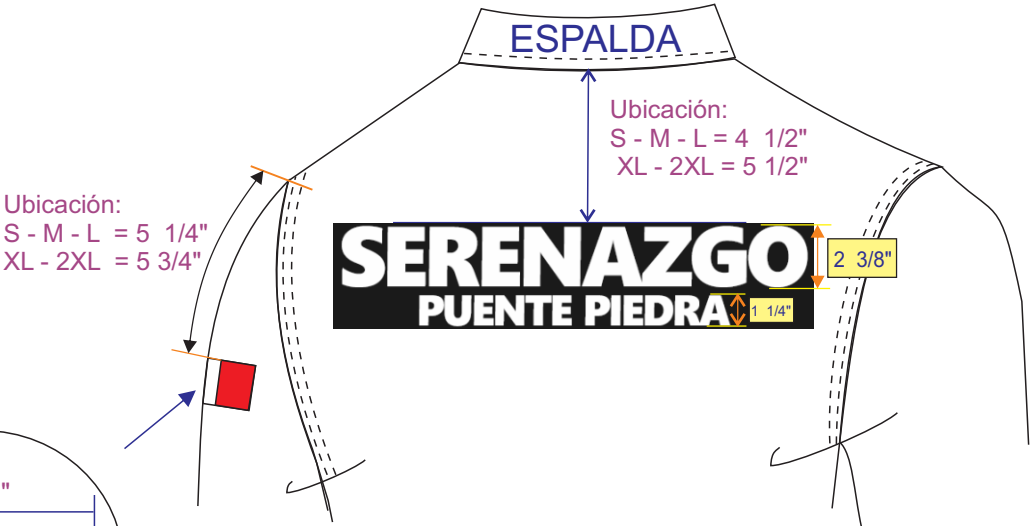 ESPALDA
Ubicación:
S - M - L = 4 1/2"
XL - 2XL = 5 1/2"
Ubicación:
S - M - L = 5 1/4"
XL - 2XL = 5 3/4"
SERENAZGO
2 3/8"
PUENTE PIEDRA
1 1/4"
"